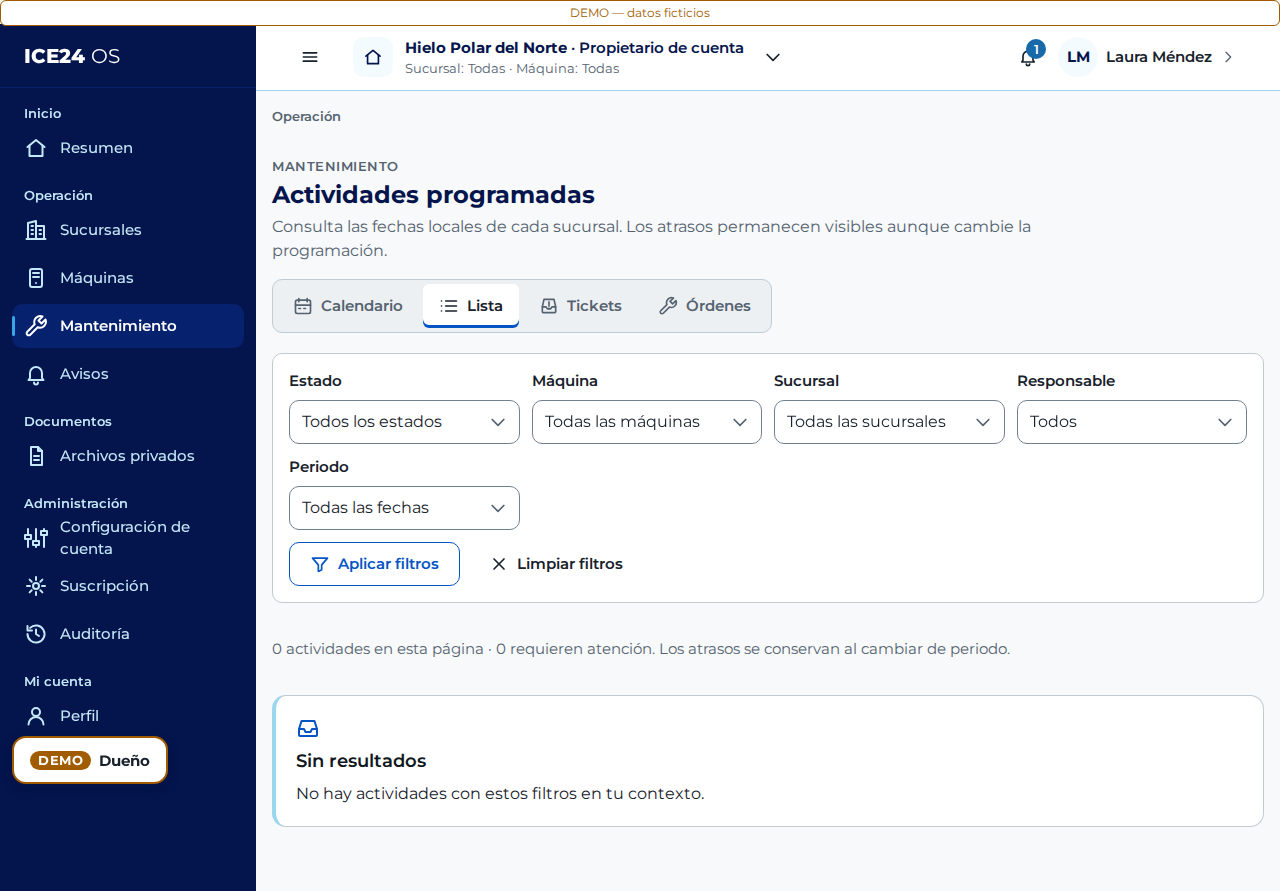 DEMO — datos ficticios
ICE24 OS
Inicio
Resumen
Operación
Sucursales
Máquinas
Mantenimiento
Avisos
Documentos
Archivos privados
Administración
Configuración de
cuenta
Suscripción
Auditoría
Mi cuenta
Perfil
DEMO Dueño
Hielo Polar del Norte · Propietario de cuenta
Sucursal: Todas · Máquina: Todas
1
LM Laura Méndez
Operación
MANTENIMIENTO
Actividades programadas
Consulta las fechas locales de cada sucursal. Los atrasos permanecen visibles aunque cambie la
programación.
Calendario Lista Tickets Órdenes
Estado Máquina Sucursal Responsable
Todos los estados Todas las máquinas Todas las sucursales Todos
Periodo
Todas las fechas
Aplicar filtros Limpiar filtros
0 actividades en esta página · 0 requieren atención. Los atrasos se conservan al cambiar de periodo.
Sin resultados
No hay actividades con estos filtros en tu contexto.